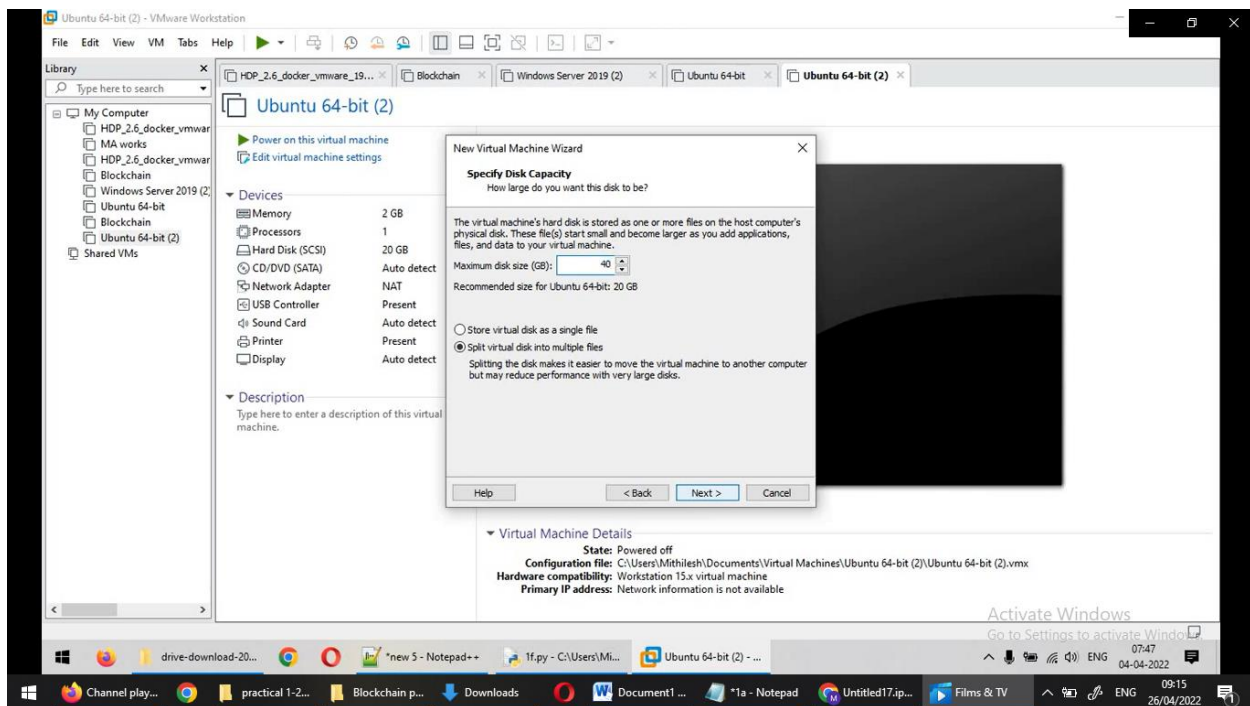 Ubuntu 64-bit (2) - VMware Workstation
File Edit View VM Tabs Help
Library
Type here to search
My Computer
HDP_2.6_docker_vmwar
MA works
HDP_2.6_docker_vmwar
Blockchain
Windows Server 2019 (2)
Ubuntu 64-bit
Blockchain
Ubuntu 64-bit (2)
Shared VMs
HDP_2.6_docker_vmware_19... Blockchain Windows Server 2019 (2) Ubuntu 64-bit Ubuntu 64-bit (2)
Ubuntu 64-bit (2)
Power on this virtual machine
Edit virtual machine settings
Devices
Memory 2 GB
Processors 1
Hard Disk (SCSI) 20 GB
CD/DVD (SATA) Auto detect
Network Adapter NAT
USB Controller Present
Sound Card Auto detect
Printer Present
Display Auto detect
Description
Type here to enter a description of this virtual
machine.
New Virtual Machine Wizard
Specify Disk Capacity
How large do you want this disk to be?
The virtual machine's hard disk is stored as one or more files on the host computer's
physical disk. These file(s) start small and become larger as you add applications,
files, and data to your virtual machine.
Maximum disk size (GB): 40
Recommended size for Ubuntu 64-bit: 20 GB
Store virtual disk as a single file
Split virtual disk into multiple files
Splitting the disk makes it easier to move the virtual machine to another computer
but may reduce performance with very large disks.
Help < Back Next > Cancel
Virtual Machine Details
State: Powered off
Configuration file: C:\Users\Mithilesh\Documents\Virtual Machines\Ubuntu 64-bit (2)\Ubuntu 64-bit (2).vmx
Hardware compatibility: Workstation 15.x virtual machine
Primary IP address: Network information is not available
Activate Windows
Go to Settings to activate Windows
drive-download-20... *new 5 - Notepad++ 1f.py - C:\Users\Mi... Ubuntu 64-bit (2) - ... ENG 07:47
04-04-2022
Channel play... practical 1-2... Blockchain p... Downloads Document1 ... *1a - Notepad Untitled17.ip... Films & TV ENG 09:15
26/04/2022